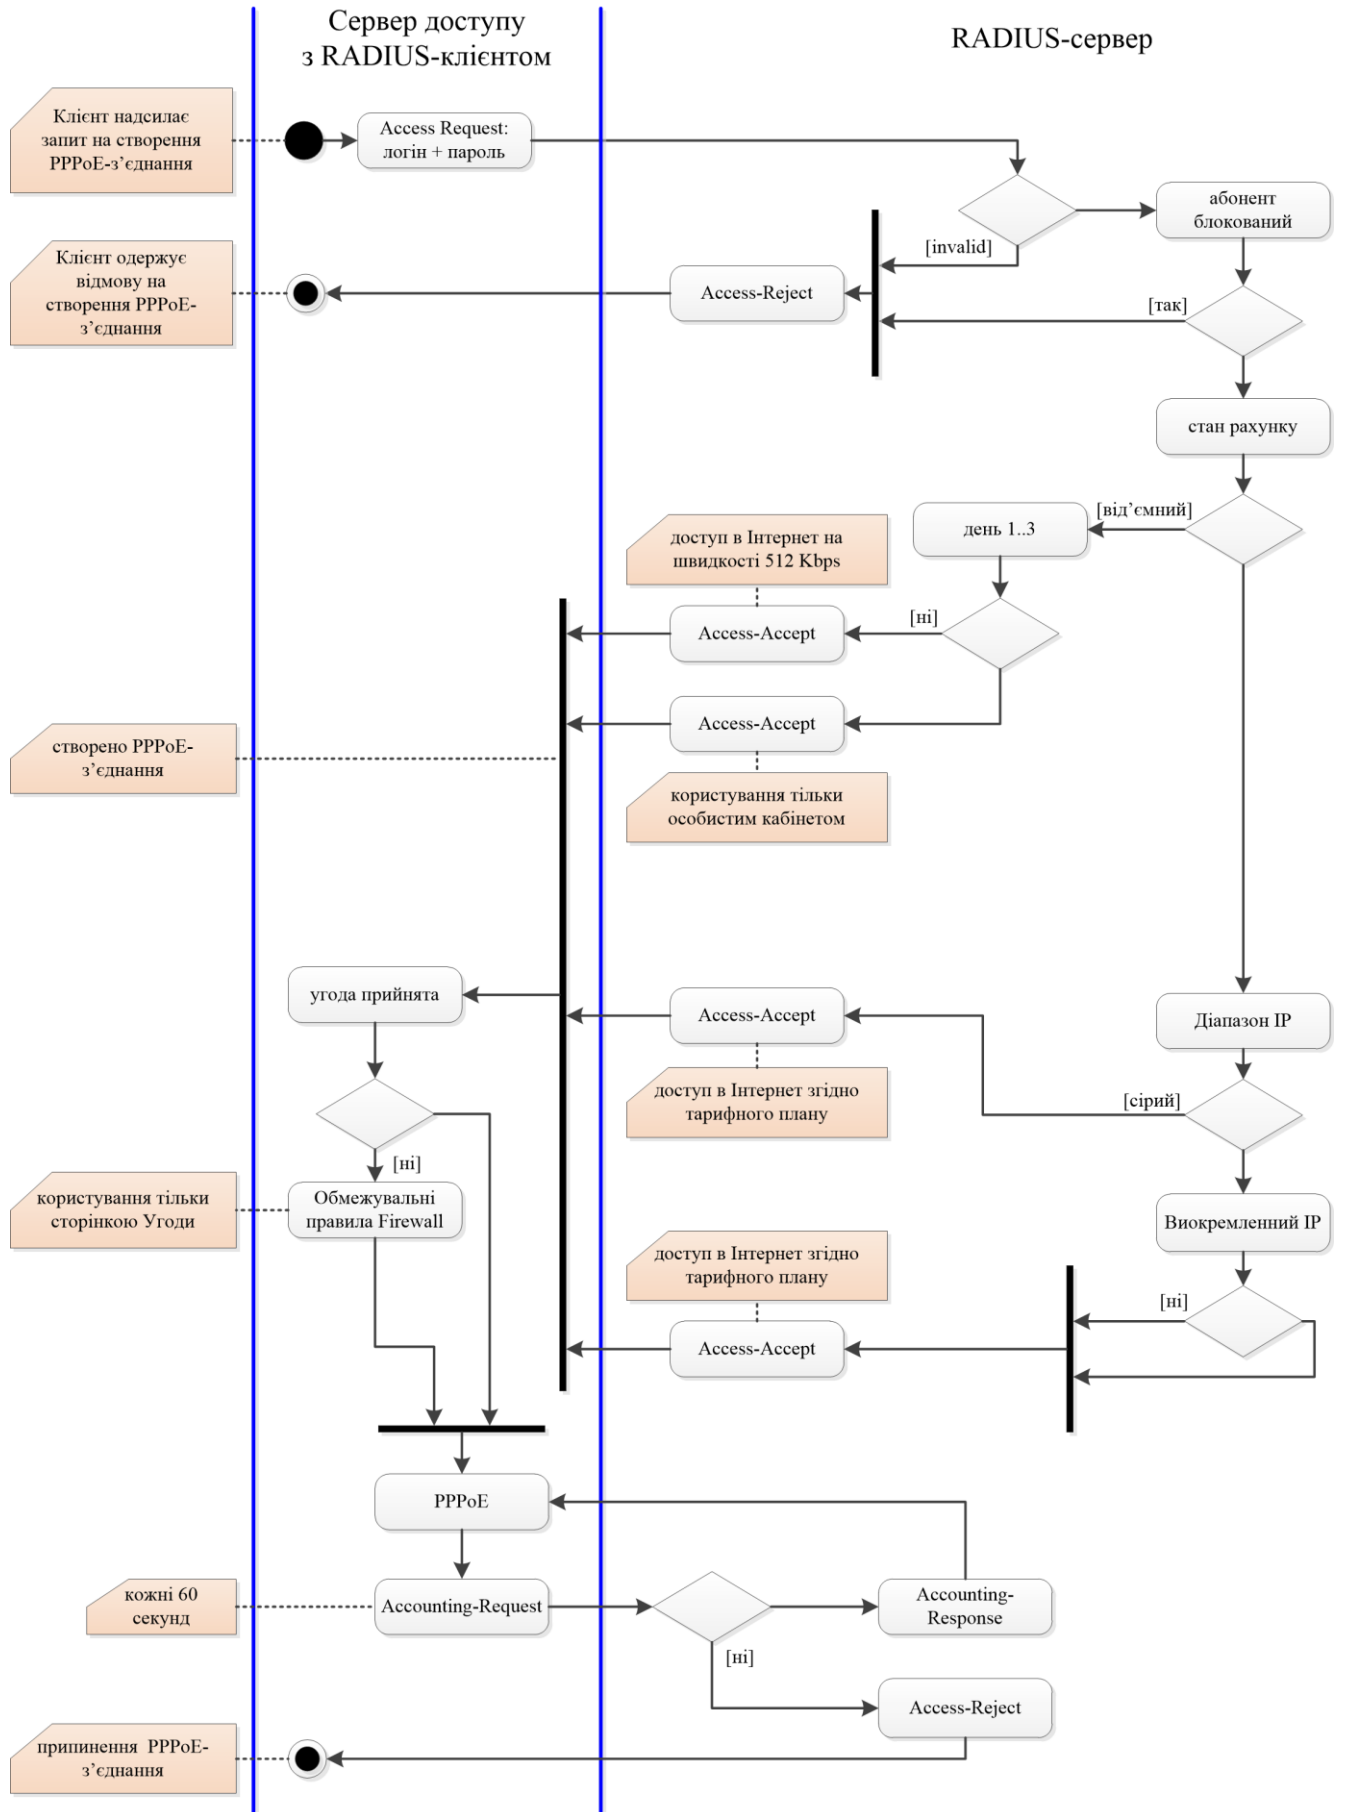 Сервер доступу
з RADIUS-клієнтом
RADIUS-сервер
Клієнт надсилає
запит на створення
PPPoE-з’єднання
Access Request:
логін + пароль
абонент
блокований
[invalid]
Клієнт одержує
відмову на
створення PPPoE-
з’єднання
Access-Reject
[так]
стан рахунку
[від’ємний]
день 1..3
доступ в Інтернет на
швидкості 512 Kbps
[ні]
Access-Accept
Access-Accept
створено PPPoE-
з’єднання
користування тільки
особистим кабінетом
угода прийнята
Access-Accept
Діапазон IP
доступ в Інтернет згідно
тарифного плану
[сірий]
[ні]
користування тільки
сторінкою Угоди
Обмежувальні
правила Firewall
Виокремленний IP
доступ в Інтернет згідно
тарифного плану
[ні]
Access-Accept
PPPoE
кожні 60
секунд
Accounting-Request
Accounting-
Response
[ні]
Access-Reject
припинення  PPPoE-
з’єднання